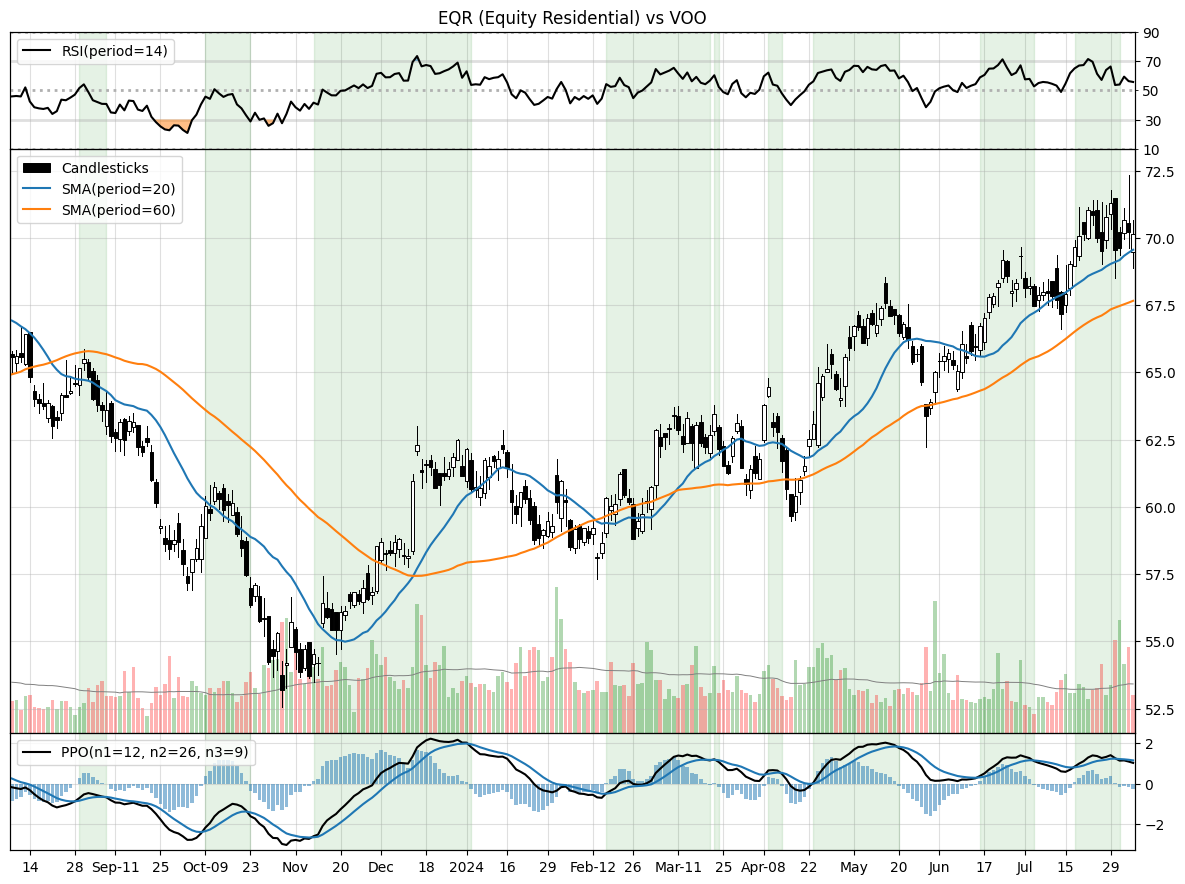 EQR (Equity Residential) vs VOO
RSI(period=14)
90
70
50
30
10
Candlesticks
SMA(period=20)
SMA(period=60)
72.5
70.0
67.5
65.0
62.5
60.0
57.5
55.0
52.5
PPO(n1=12, n2=26, n3=9)
2
0
−2
14 28 Sep-11 25 Oct-09 23 Nov 20 Dec 18 2024 16 29 Feb-12 26 Mar-11 25 Apr-08 22 May 20 Jun 17 Jul 15 29